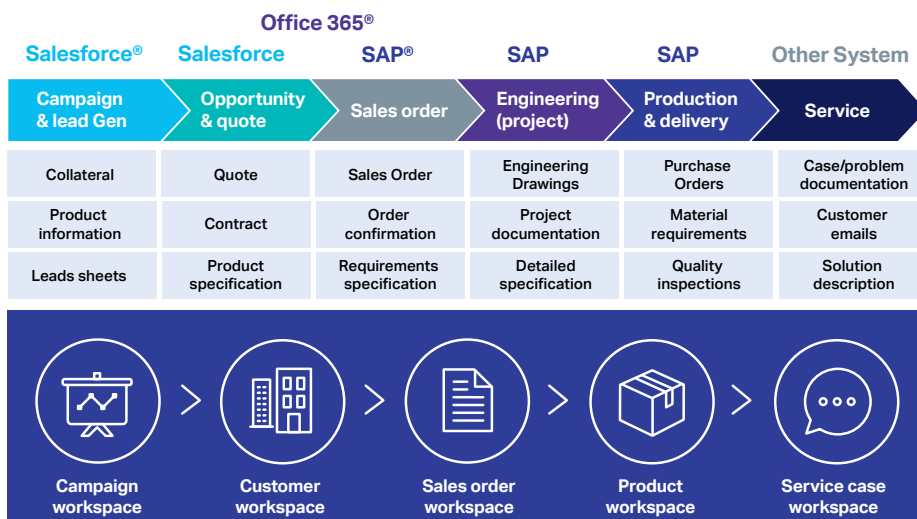 Office 365®
Salesforce® Salesforce SAP® SAP SAP Other System
Campaign
& lead Gen
Opportunity
& quote
Sales order
Engineering
(project)
Production
& delivery
Service
Collateral
Quote
Sales Order
Engineering
Drawings
Purchase
Orders
Case/problem
documentation
Product
information
Contract
Order
confirmation
Project
documentation
Material
requirements
Customer
emails
Leads sheets
Product
specification
Requirements
specification
Detailed
specification
Quality
inspections
Solution
description
Campaign
workspace
Customer
workspace
Sales order
workspace
Product
workspace
Service case
workspace